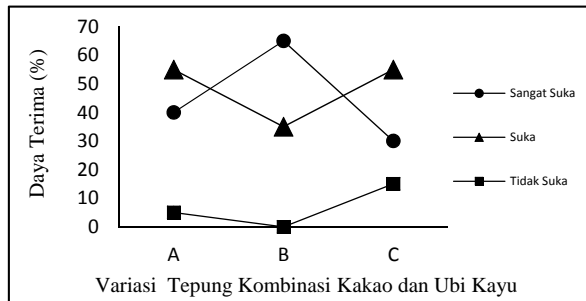 Daya Terima (%)
70
60
50
40
30
20
10
0
A B C
Variasi Tepung Kombinasi Kakao dan Ubi Kayu
Sangat Suka
Suka
Tidak Suka